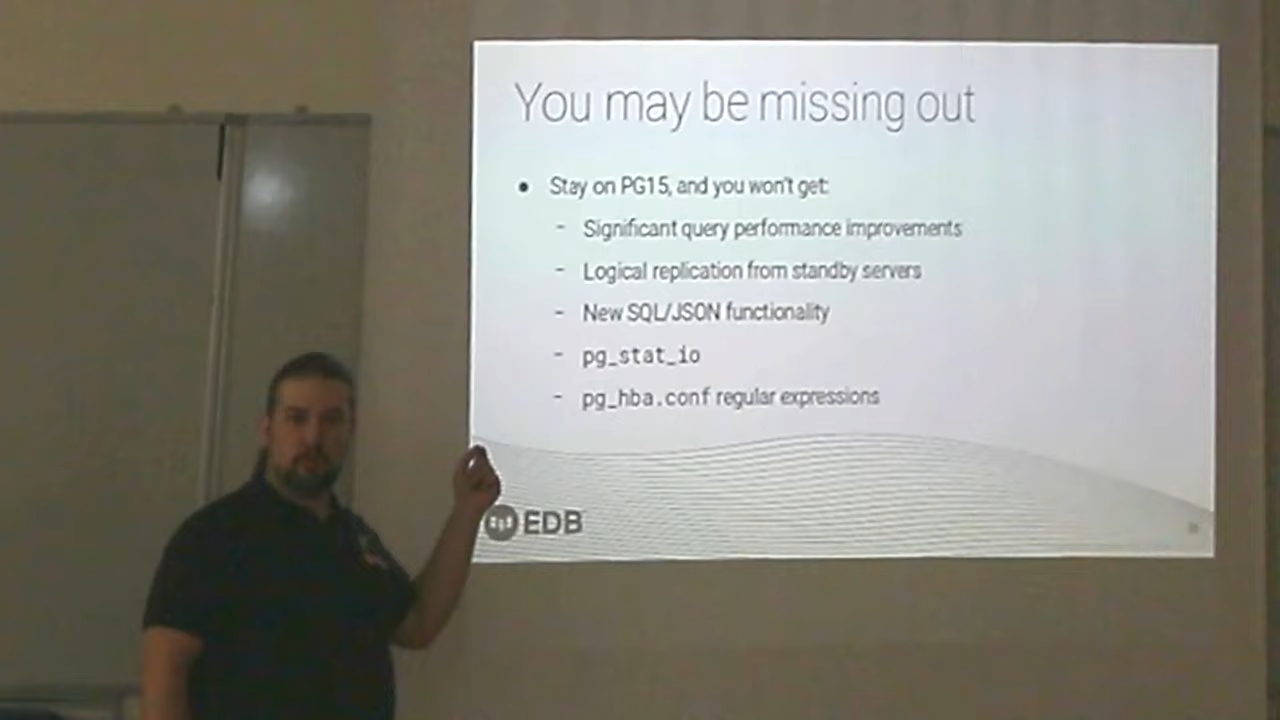 You may be missing out
● Stay on PG15, and you won't get:
- Significant query performance improvements
- Logical replication from standby servers
- New SQL/JSON functionality
- pg_stat_io
- pg_hba.conf regular expressions
EDB